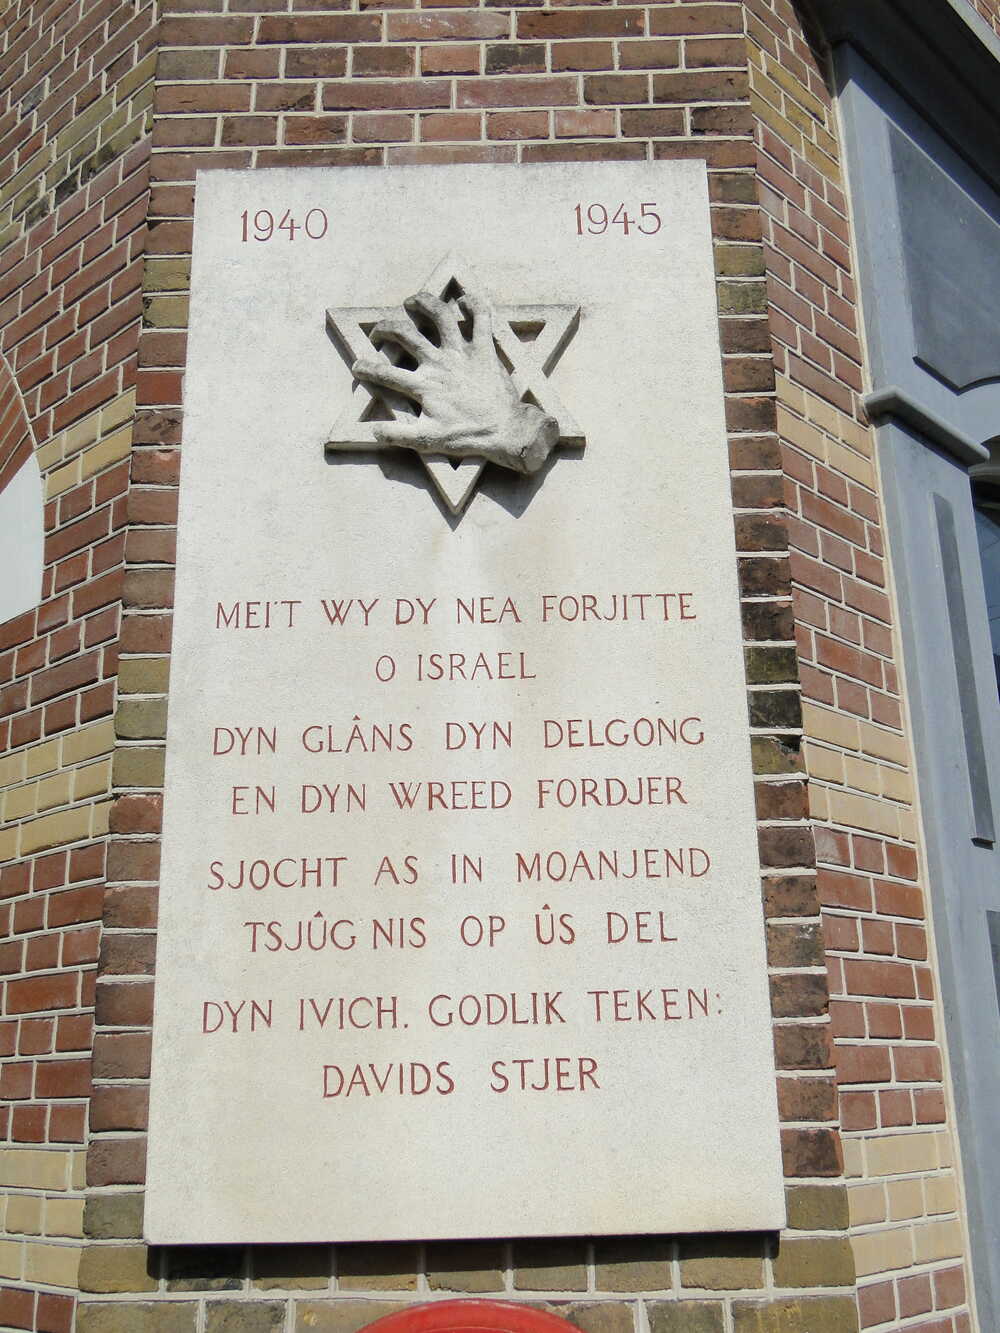 1940 1945
MEI'T WY DY NEA FORJITTE
O ISRAEL
DYN GLÂNS DYN DELGONG
EN DYN WREED FORDJER
SJOCHT AS IN MOANJEND
TSJÛG NIS OP ÛS DEL
DYN IVICH. GODLIK TEKEN:
DAVIDS STJER